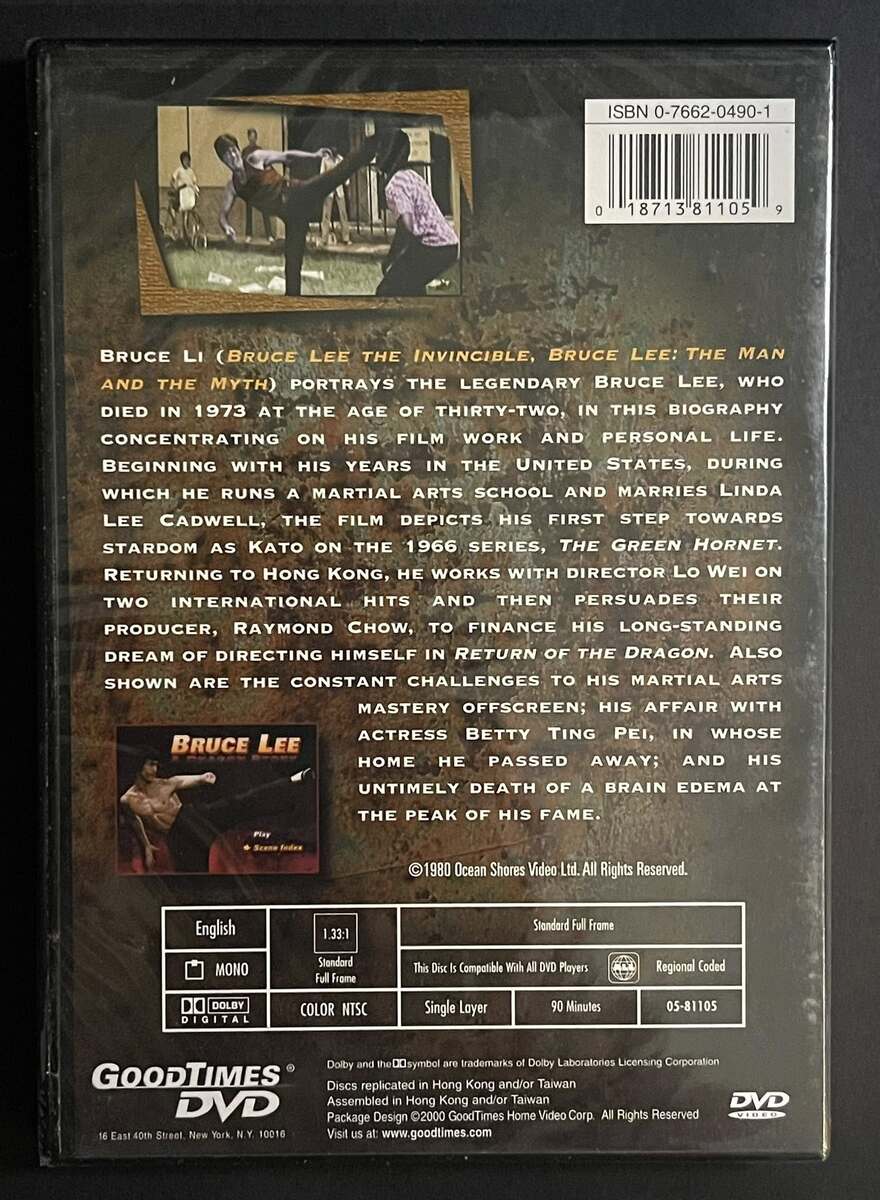 ISBN 0-7662-0490-1
0 18713 81105 9
BRUCE LI (BRUCE LEE THE INVINCIBLE, BRUCE LEE: THE MAN
AND THE MYTH) PORTRAYS THE LEGENDARY BRUCE LEE, WHO
DIED IN 1973 AT THE AGE OF THIRTY-TWO, IN THIS BIOGRAPHY
CONCENTRATING ON HIS FILM WORK AND PERSONAL LIFE.
BEGINNING WITH HIS YEARS IN THE UNITED STATES, DURING
WHICH HE RUNS A MARTIAL ARTS SCHOOL AND MARRIES LINDA
LEE CADWELL, THE FILM DEPICTS HIS FIRST STEP TOWARDS
STARDOM AS KATO ON THE 1966 SERIES, THE GREEN HORNET.
RETURNING TO HONG KONG, HE WORKS WITH DIRECTOR LO WEI ON
TWO INTERNATIONAL HITS AND THEN PERSUADES THEIR
PRODUCER, RAYMOND CHOW, TO FINANCE HIS LONG-STANDING
DREAM OF DIRECTING HIMSELF IN RETURN OF THE DRAGON. ALSO
SHOWN ARE THE CONSTANT CHALLENGES TO HIS MARTIAL ARTS
MASTERY OFFSCREEN; HIS AFFAIR WITH
ACTRESS BETTY TING PEI, IN WHOSE
HOME HE PASSED AWAY; AND HIS
UNTIMELY DEATH OF A BRAIN EDEMA AT
THE PEAK OF HIS FAME.
BRUCE LEE
A DRAGON STORY
Play
Scene Index
©1980 Ocean Shores Video Ltd. All Rights Reserved.
English
1.33:1
Standard
Full Frame
Standard Full Frame
MONO
This Disc Is Compatible With All DVD Players
ALL
Regional Coded
DOLBY
DIGITAL
COLOR NTSC
Single Layer
90 Minutes
05-81105
GOODTIMES®
DVD
16 East 40th Street, New York, N.Y. 10016
Dolby and the DD symbol are trademarks of Dolby Laboratories Licensing Corporation
Discs replicated in Hong Kong and/or Taiwan
Assembled in Hong Kong and/or Taiwan
Package Design ©2000 GoodTimes Home Video Corp. All Rights Reserved
Visit us at: www.goodtimes.com
DVD
VIDEO